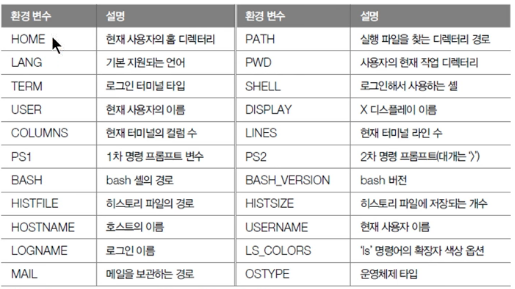 환경 변수 설명 환경 변수 설명
HOME 현재 사용자의 홈 디렉터리 PATH 실행 파일을 찾는 디렉터리 경로
LANG 기본 지원되는 언어 PWD 사용자의 현재 작업 디렉터리
TERM 로그인 터미널 타입 SHELL 로그인해서 사용하는 셸
USER 현재 사용자의 이름 DISPLAY X 디스플레이 이름
COLUMNS 현재 터미널의 컬럼 수 LINES 현재 터미널 라인 수
PS1 1차 명령 프롬프트 변수 PS2 2차 명령 프롬프트(대개는 '>')
BASH bash 셸의 경로 BASH_VERSION bash 버전
HISTFILE 히스토리 파일의 경로 HISTSIZE 히스토리 파일에 저장되는 개수
HOSTNAME 호스트의 이름 USERNAME 현재 사용자 이름
LOGNAME 로그인 이름 LS_COLORS 'ls' 명령어의 확장자 색상 옵션
MAIL 메일을 보관하는 경로 OSTYPE 운영체제 타입